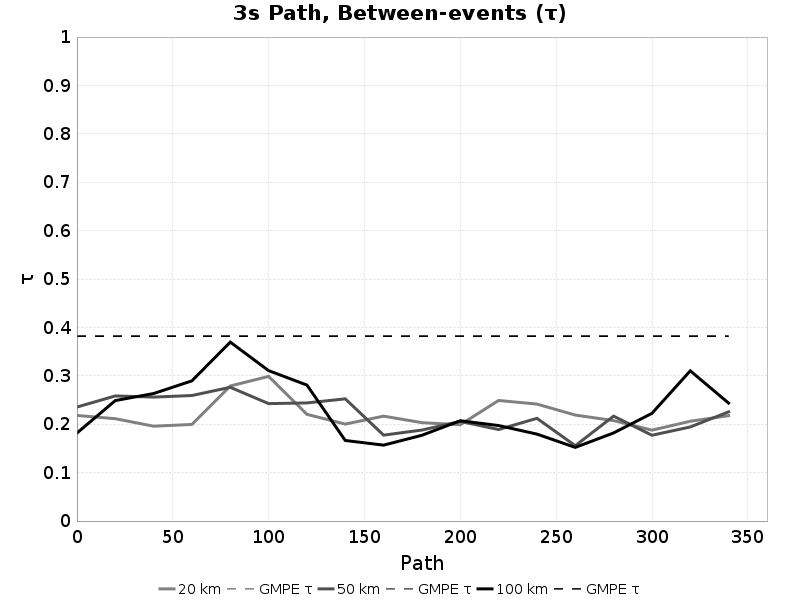 3s Path, Between-events (τ)
1
0.9
0.8
0.7
0.6
0.5
0.4
0.3
0.2
0.1
0
τ
0 50 100 150 200 250 300 350
Path
20 km GMPE τ 50 km GMPE τ 100 km GMPE τ